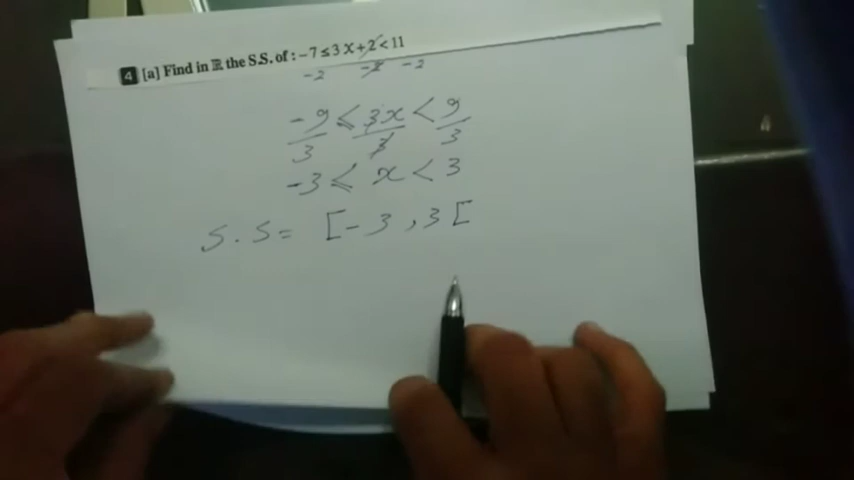 4 [a] Find in ℝ the S.S. of : −7 ≤ 3 X + 2 < 11
-2 -2 -2
-9/3 ≤ 3x/3 < 9/3
-3 ≤ x < 3
S.S = [-3 , 3[